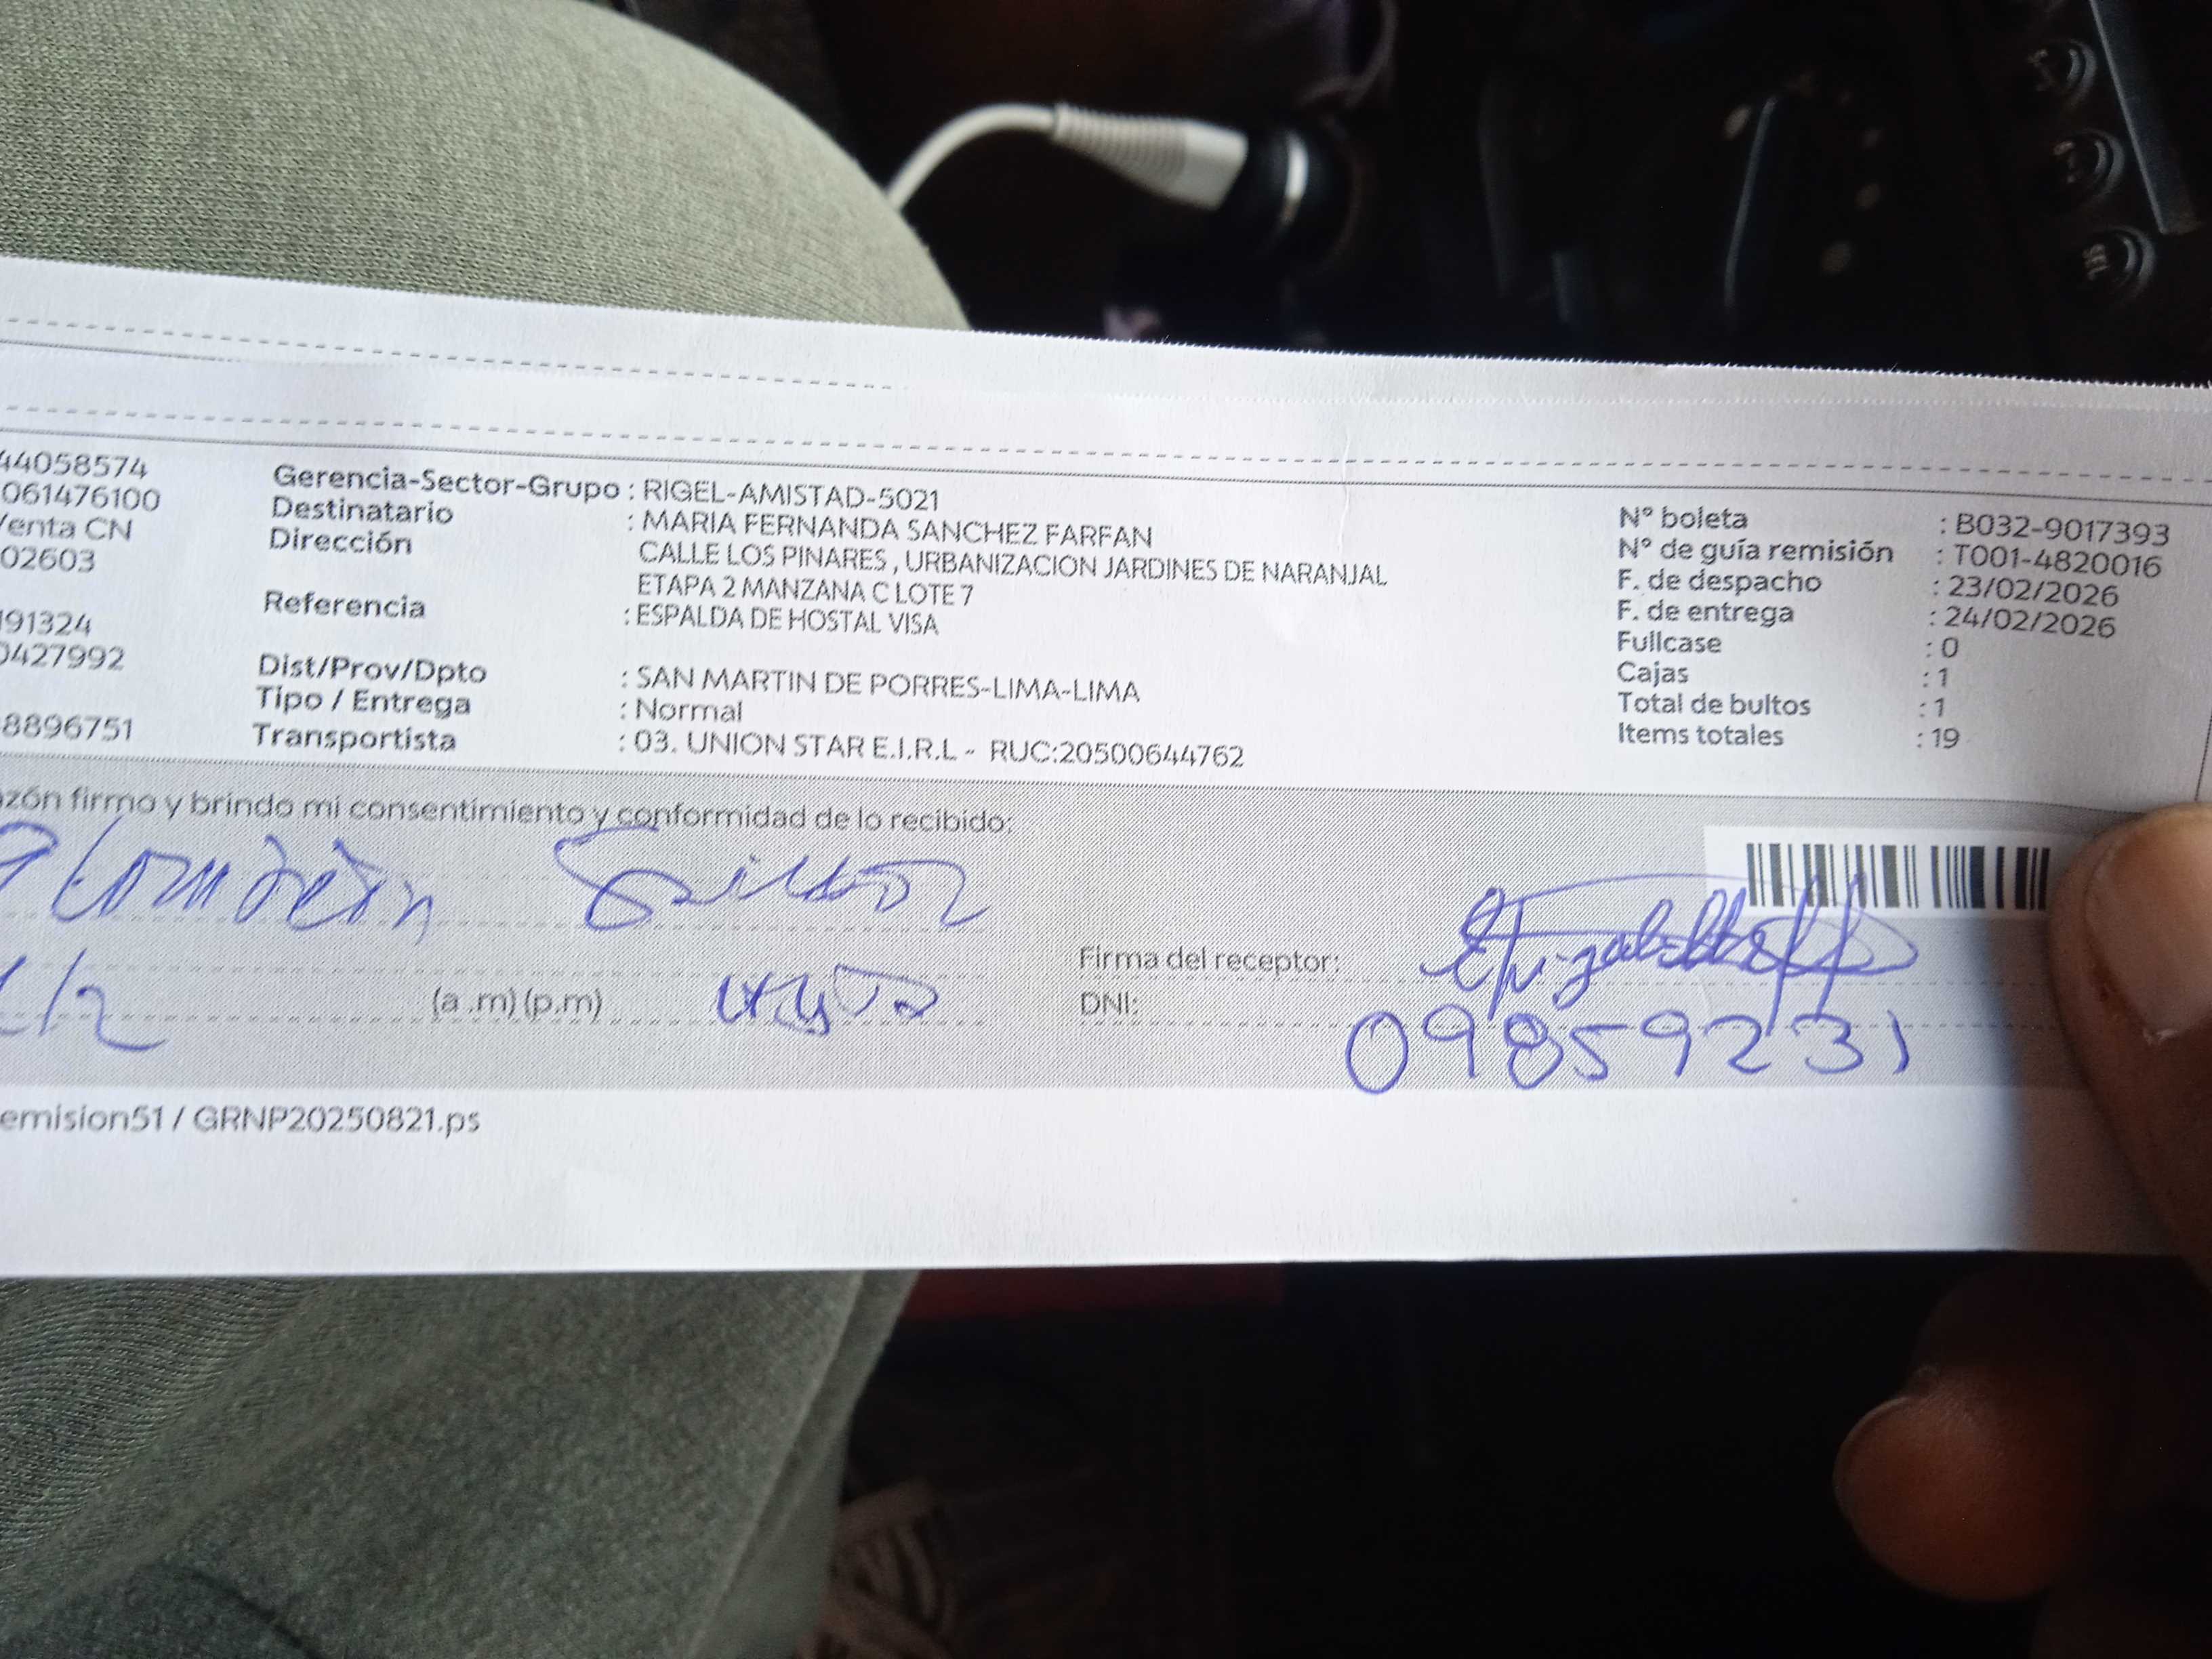 44058574 Gerencia-Sector-Grupo : RIGEL-AMISTAD-5021
061476100 Destinatario : MARIA FERNANDA SANCHEZ FARFAN
Venta CN Dirección CALLE LOS PINARES , URBANIZACION JARDINES DE NARANJAL
02603 ETAPA 2 MANZANA C LOTE 7
Referencia : ESPALDA DE HOSTAL VISA
191324
0427992 Dist/Prov/Dpto : SAN MARTIN DE PORRES-LIMA-LIMA
Tipo / Entrega : Normal
8896751 Transportista : 03. UNION STAR E.I.R.L - RUC:20500644762
N° boleta : B032-9017393
N° de guía remisión : T001-4820016
F. de despacho : 23/02/2026
F. de entrega : 24/02/2026
Fullcase : 0
Cajas : 1
Total de bultos : 1
Items totales : 19
azón firmo y brindo mi consentimiento y conformidad de lo recibido:
(a .m) (p.m)
Firma del receptor:
DNI: 09859231
emision51 / GRNP20250821.ps